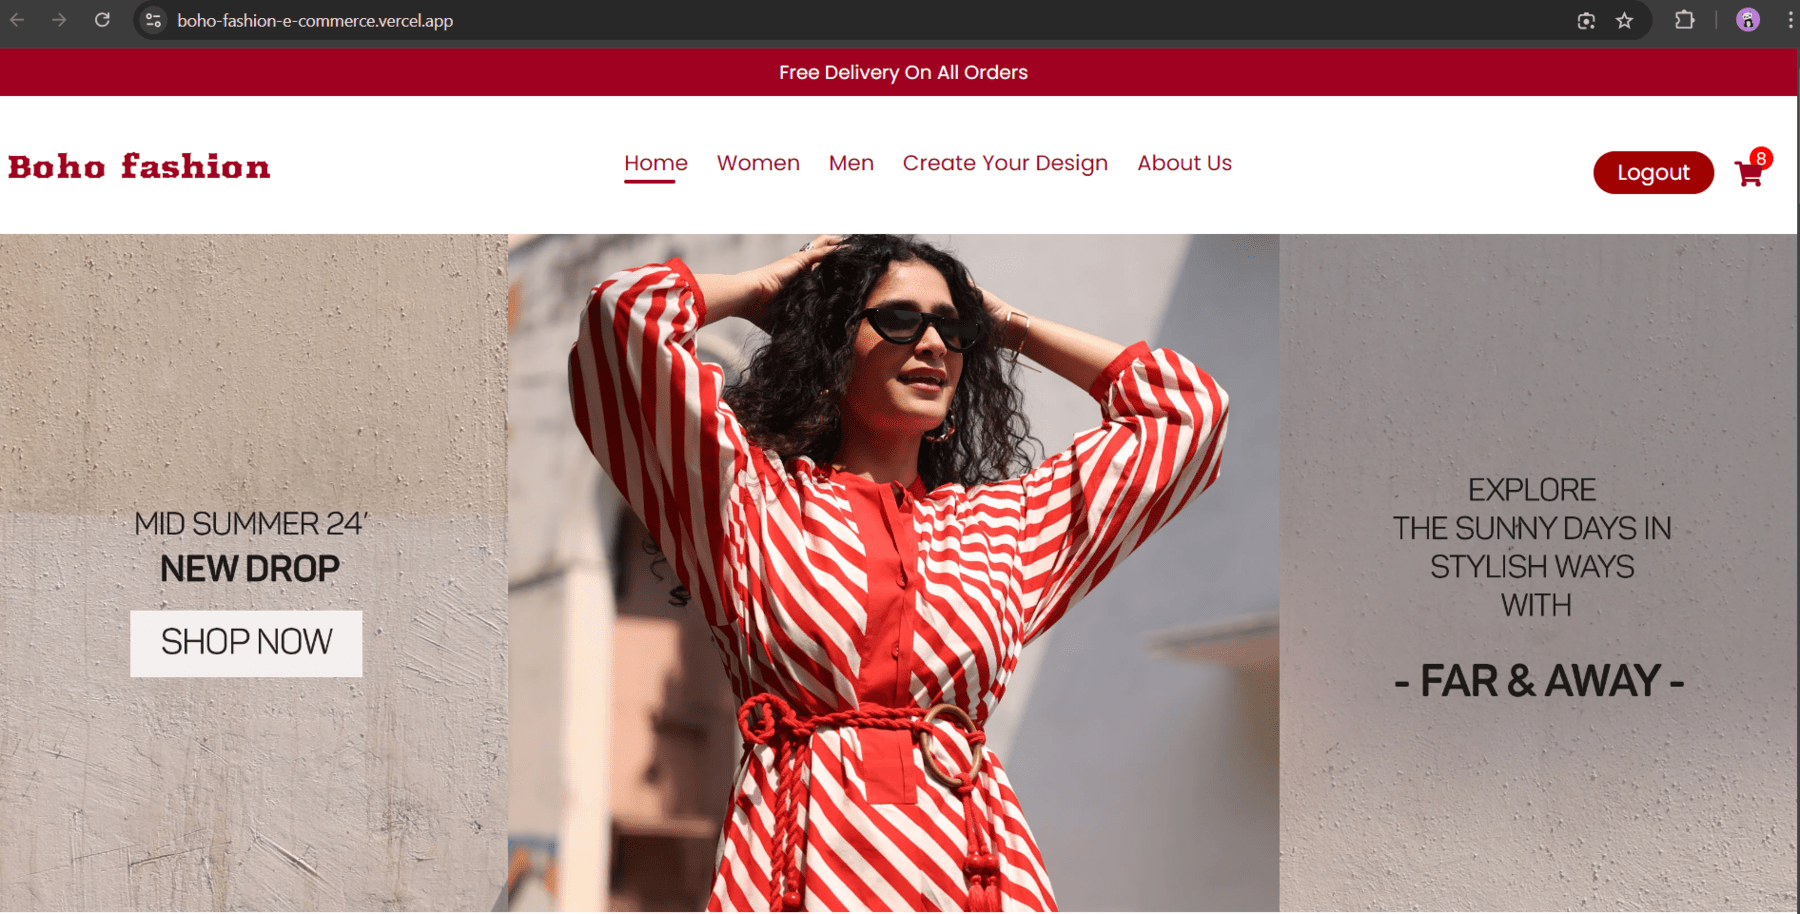 boho-fashion-e-commerce.vercel.app
Free Delivery On All Orders
Boho fashion
Home
Women
Men
Create Your Design
About Us
Logout
8
MID SUMMER 24'
NEW DROP
SHOP NOW
EXPLORE
THE SUNNY DAYS IN
STYLISH WAYS
WITH
- FAR & AWAY -